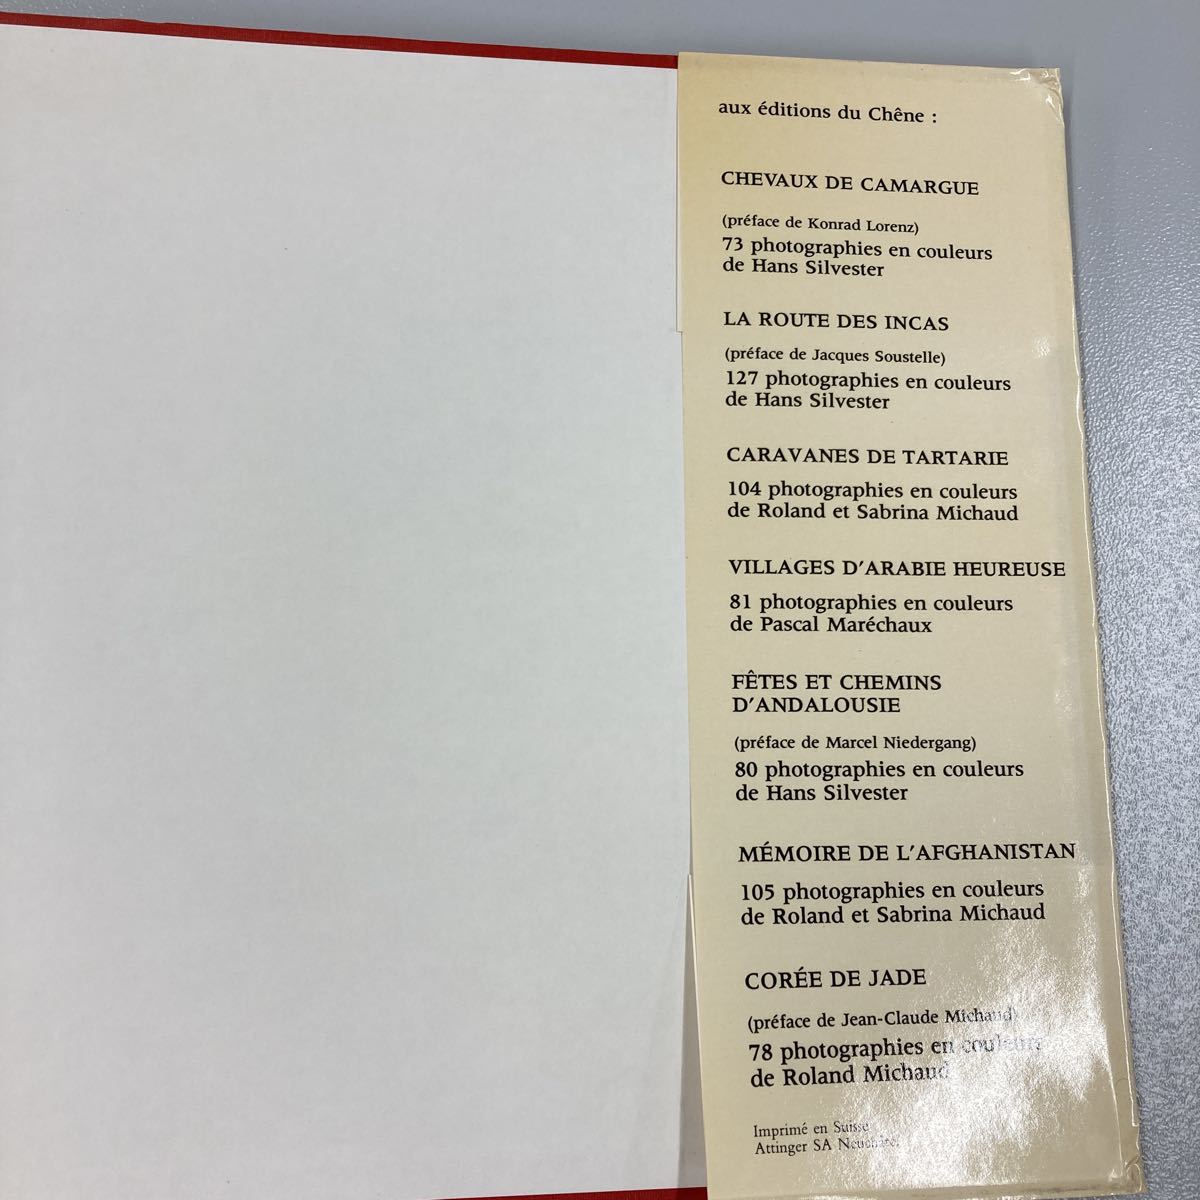 aux éditions du Chêne :
CHEVAUX DE CAMARGUE
(préface de Konrad Lorenz)
73 photographies en couleurs
de Hans Silvester
LA ROUTE DES INCAS
(préface de Jacques Soustelle)
127 photographies en couleurs
de Hans Silvester
CARAVANES DE TARTARIE
104 photographies en couleurs
de Roland et Sabrina Michaud
VILLAGES D'ARABIE HEUREUSE
81 photographies en couleurs
de Pascal Maréchaux
FÊTES ET CHEMINS
D'ANDALOUSIE
(préface de Marcel Niedergang)
80 photographies en couleurs
de Hans Silvester
MÉMOIRE DE L'AFGHANISTAN
105 photographies en couleurs
de Roland et Sabrina Michaud
CORÉE DE JADE
(préface de Jean-Claude Michaud)
78 photographies en couleurs
de Roland Michaud
Imprimé en Suisse
Attinger SA Neuchâtel